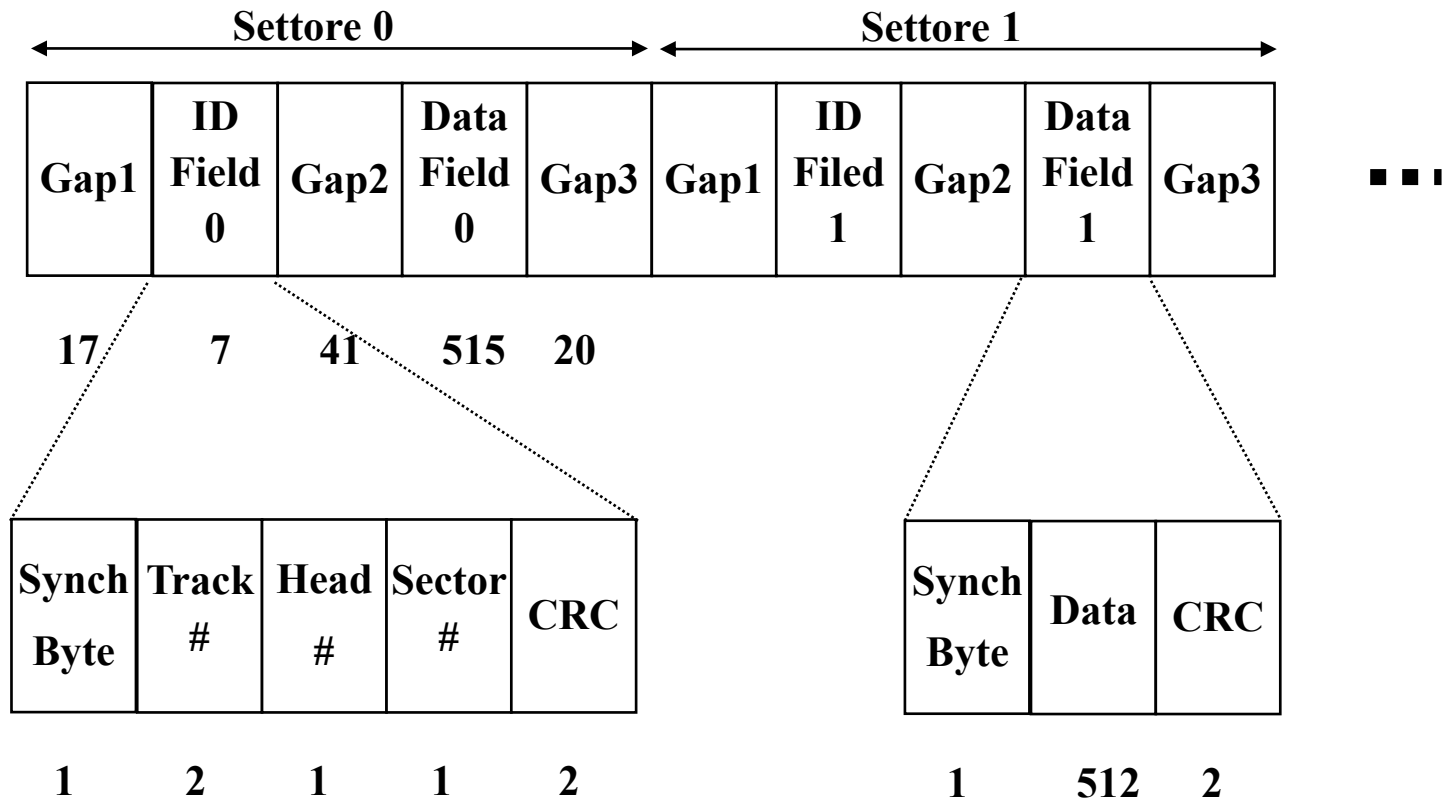 Settore 0 Settore 1
Gap1 ID Field 0 Gap2 Data Field 0 Gap3 Gap1 ID Filed 1 Gap2 Data Field 1 Gap3
17 7 41 515 20
Synch Byte Track # Head # Sector # CRC Synch Byte Data CRC
1 2 1 1 2 1 512 2